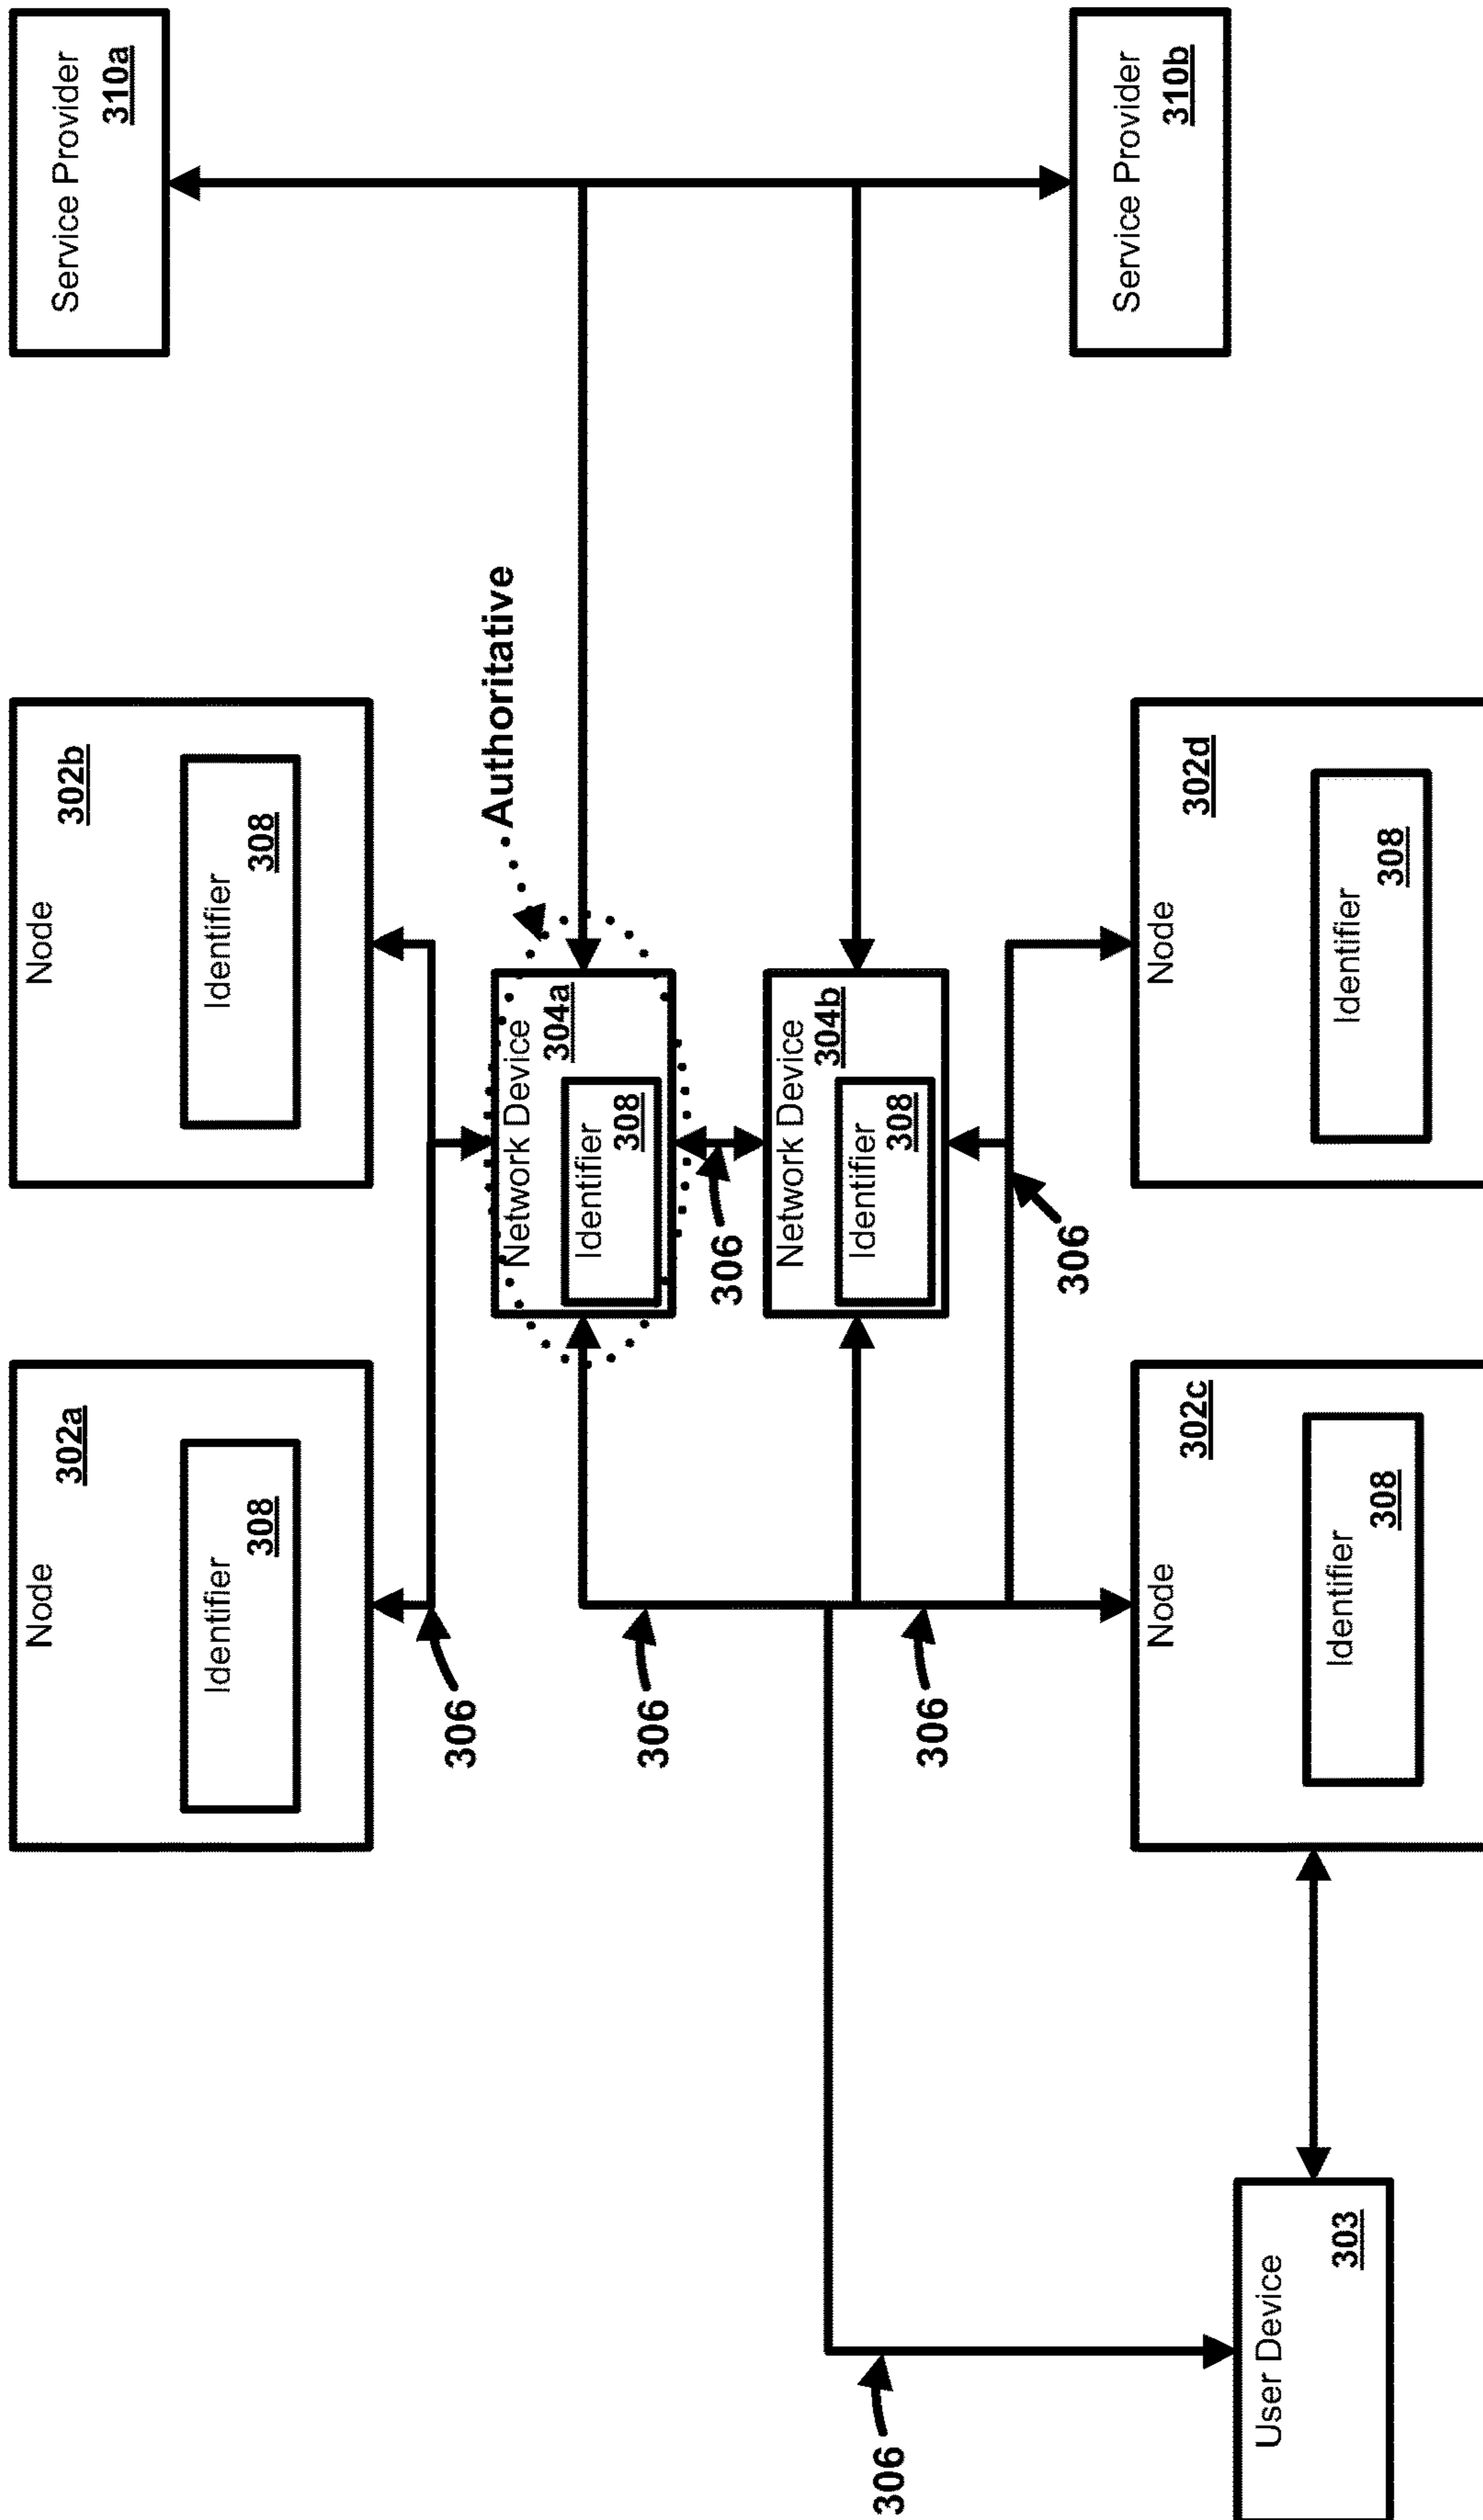 Node
302a
Identifier
308
Node
302b
Identifier
308
Service Provider
310a
306
Authoritative
Network Device
304a
Identifier
308
306
306
Network Device
304b
Identifier
308
306
306
306
User Device
303
Node
302c
Identifier
308
Node
302d
Identifier
308
Service Provider
310b